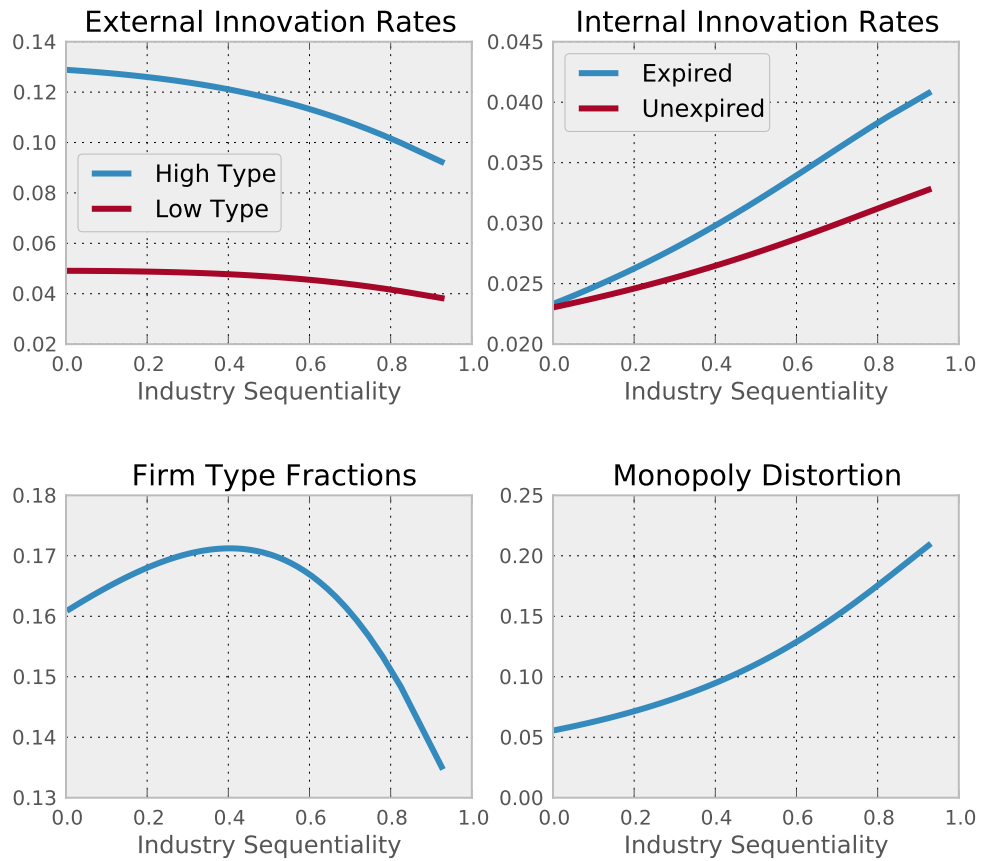 External Innovation Rates
0.14
0.12
0.10
0.08
0.06
0.04
0.02
High Type
Low Type
0.0 0.2 0.4 0.6 0.8 1.0
Industry Sequentiality
Internal Innovation Rates
0.045
0.040
0.035
0.030
0.025
0.020
Expired
Unexpired
0.0 0.2 0.4 0.6 0.8 1.0
Industry Sequentiality
Firm Type Fractions
0.18
0.17
0.16
0.15
0.14
0.13
0.0 0.2 0.4 0.6 0.8 1.0
Industry Sequentiality
Monopoly Distortion
0.25
0.20
0.15
0.10
0.05
0.00
0.0 0.2 0.4 0.6 0.8 1.0
Industry Sequentiality